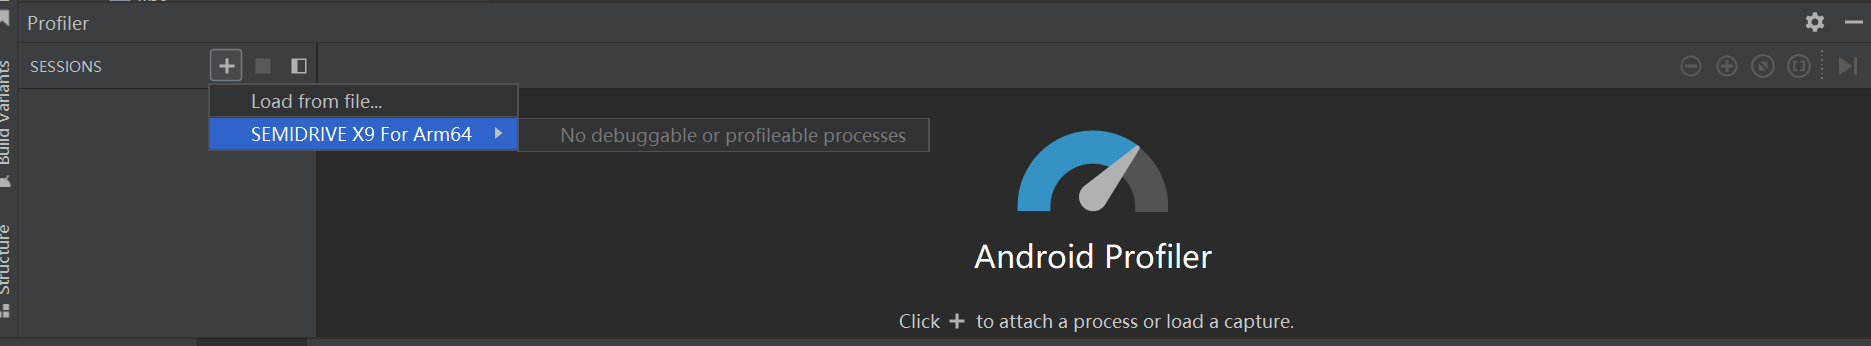 Profiler
SESSIONS
Load from file...
SEMIDRIVE X9 For Arm64
No debuggable or profileable processes
Build Variants
Structure
Android Profiler
Click + to attach a process or load a capture.